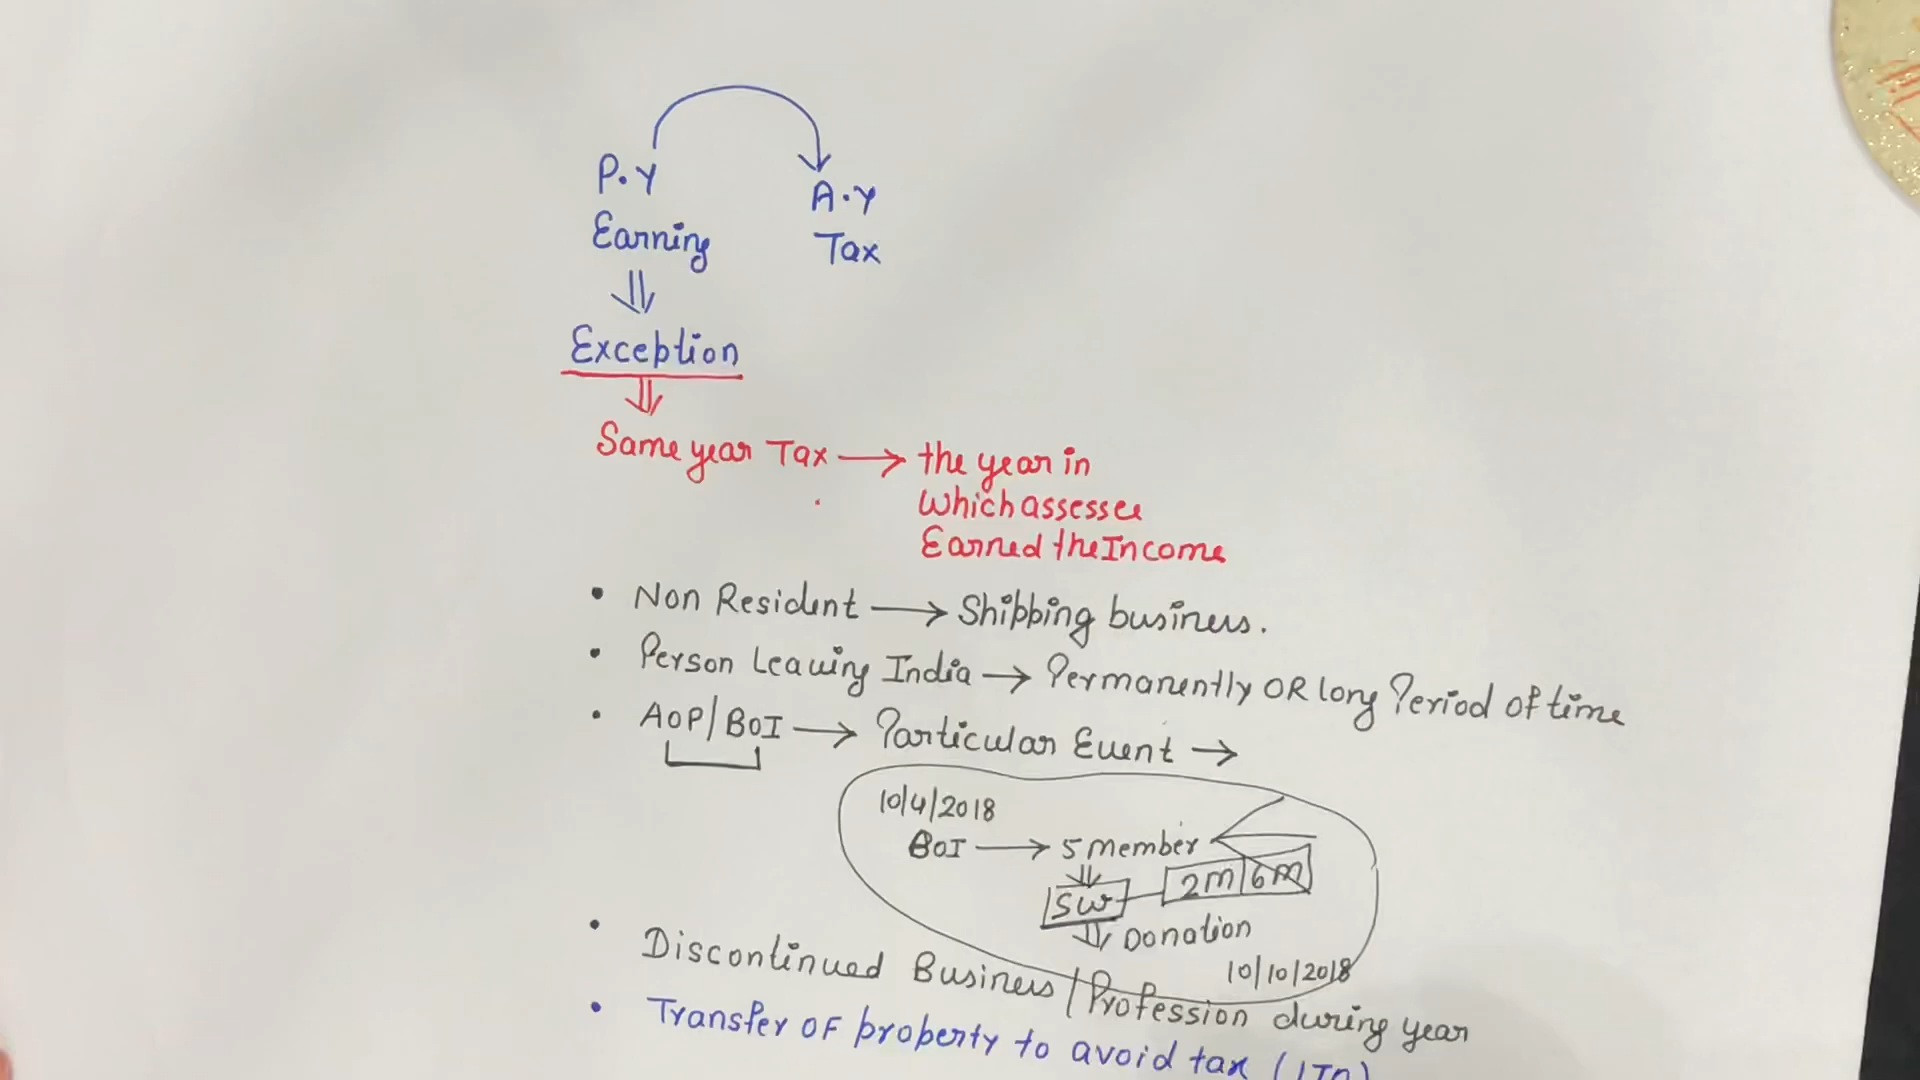 P.Y
A.Y
Earning
Tax
Exception
Same year Tax → the year in
which assessee
Earned the Income
• Non Resident → Shipping business.
• Person Leaving India → Permanently OR long Period of time
• AOP/BOI → Particular Event →
10/4/2018
BOI → 5 member
SW
2m 6m
Donation
10/10/2018
• Discontinued Business/Profession during year
• Transfer OF property to avoid tax